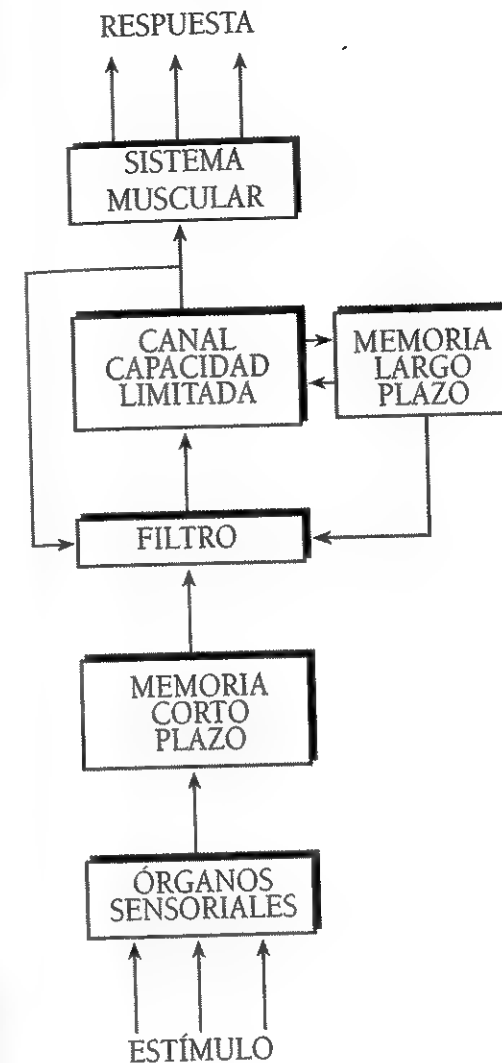 RESPUESTA
SISTEMA
MUSCULAR
CANAL
CAPACIDAD
LIMITADA
MEMORIA
LARGO
PLAZO
FILTRO
MEMORIA
CORTO
PLAZO
ÓRGANOS
SENSORIALES
ESTÍMULO